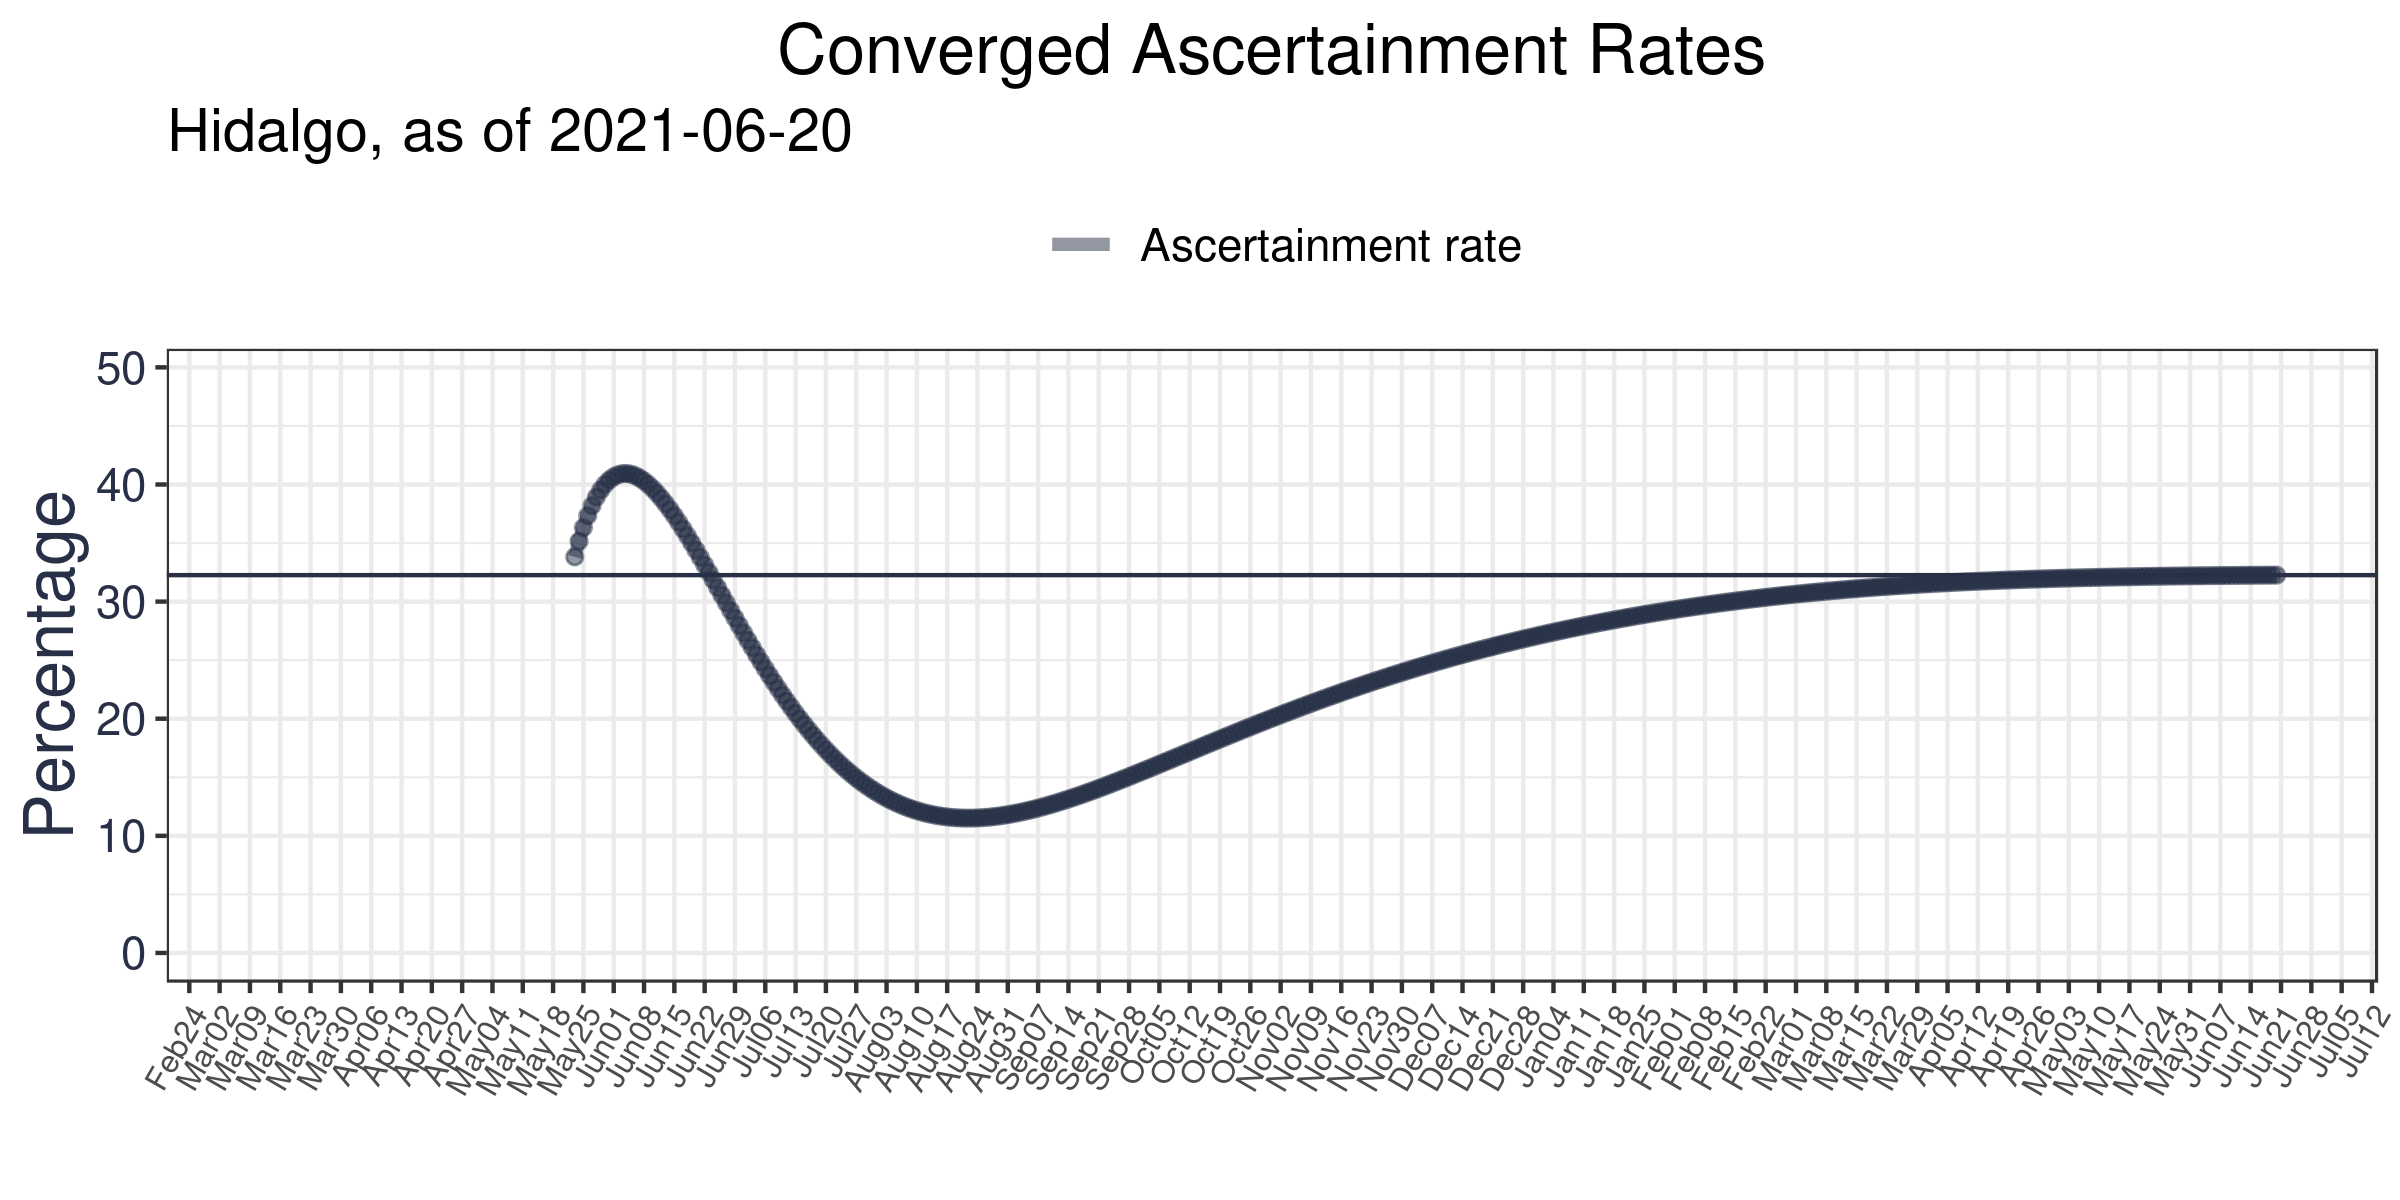 Converged Ascertainment Rates
Hidalgo, as of 2021-06-20
Ascertainment rate
Percentage
50
40
30
20
10
0
Feb24
Mar02
Mar09
Mar16
Mar23
Mar30
Apr06
Apr13
Apr20
Apr27
May04
May11
May18
May25
Jun01
Jun08
Jun15
Jun22
Jun29
Jul06
Jul13
Jul20
Jul27
Aug03
Aug10
Aug17
Aug24
Aug31
Sep07
Sep14
Sep21
Sep28
Oct05
Oct12
Oct19
Oct26
Nov02
Nov09
Nov16
Nov23
Nov30
Dec07
Dec14
Dec21
Dec28
Jan04
Jan11
Jan18
Jan25
Feb01
Feb08
Feb15
Feb22
Mar01
Mar08
Mar15
Mar22
Mar29
Apr05
Apr12
Apr19
Apr26
May03
May10
May17
May24
May31
Jun07
Jun14
Jun21
Jun28
Jul05
Jul12